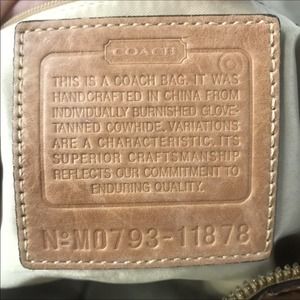 COACH
THIS IS A COACH BAG. IT WAS
HANDCRAFTED IN CHINA FROM
INDIVIDUALLY BURNISHED GLOVE-
TANNED COWHIDE. VARIATIONS
ARE A CHARACTERISTIC. ITS
SUPERIOR CRAFTSMANSHIP
REFLECTS OUR COMMITMENT TO
ENDURING QUALITY.
Nº M0793-11878